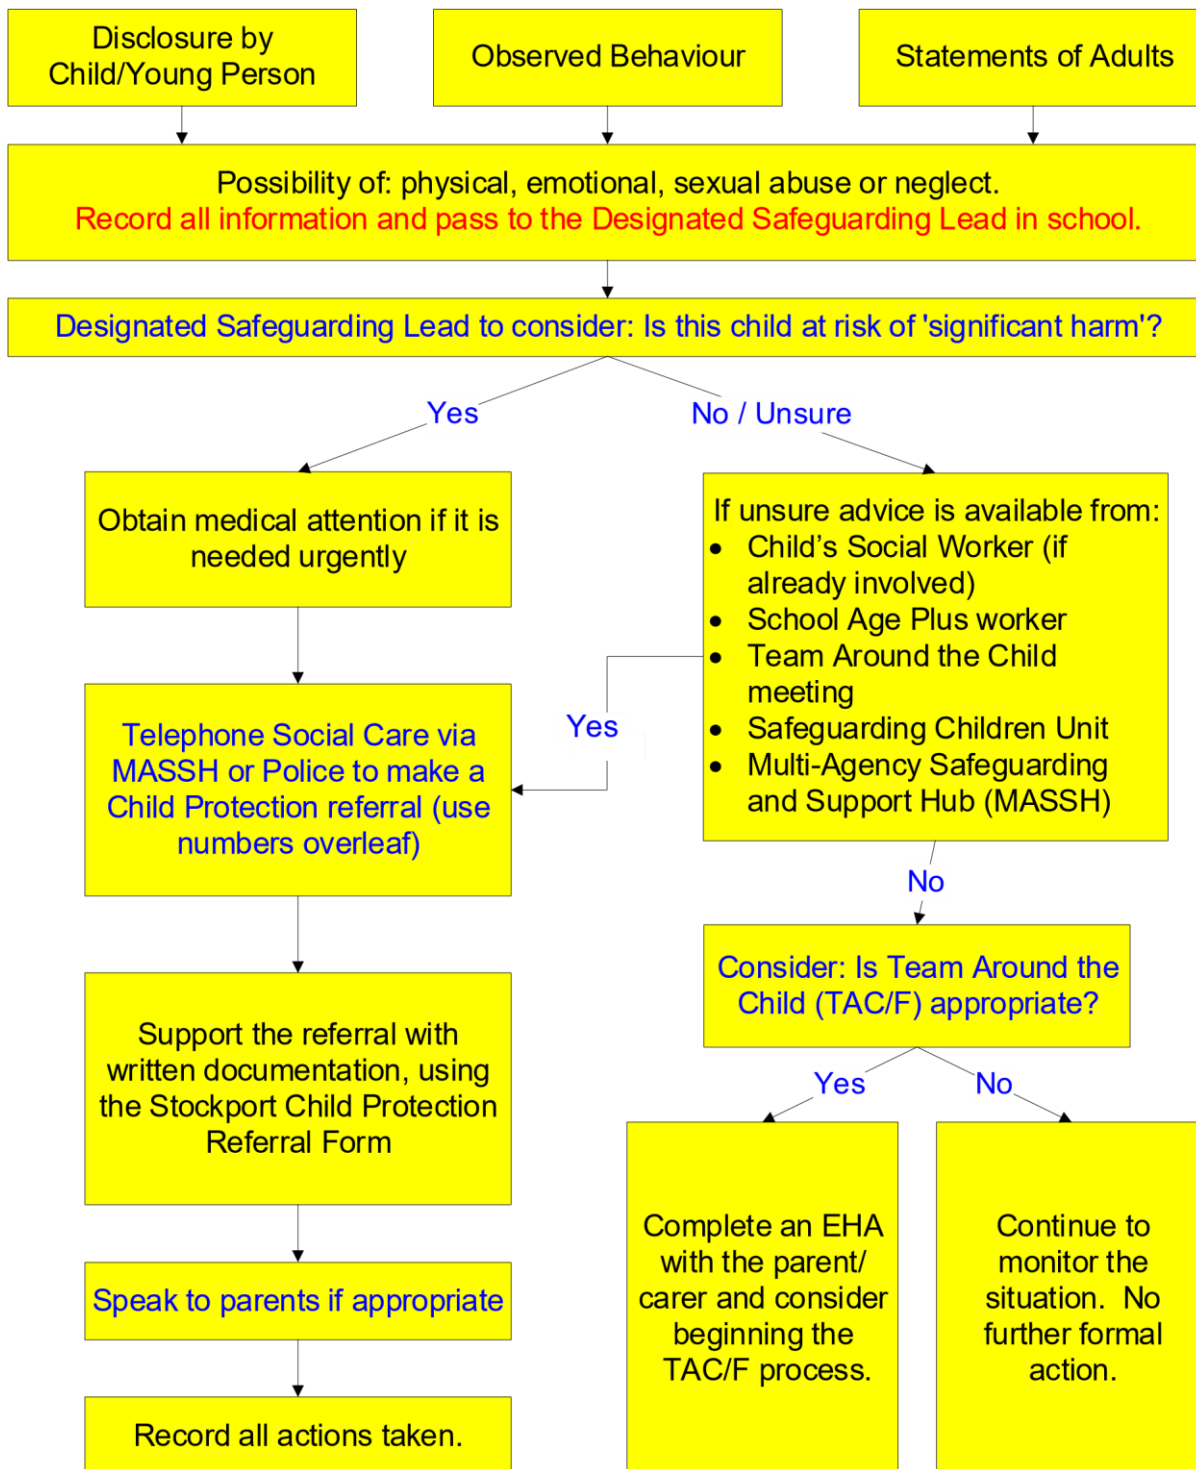 Disclosure by
Child/Young Person
Observed Behaviour
Statements of Adults
Possibility of: physical, emotional, sexual abuse or neglect.
Record all information and pass to the Designated Safeguarding Lead in school.
Designated Safeguarding Lead to consider: Is this child at risk of 'significant harm'?
Yes
No / Unsure
Obtain medical attention if it is
needed urgently
If unsure advice is available from:
• Child’s Social Worker (if
already involved)
• School Age Plus worker
• Team Around the Child
meeting
• Safeguarding Children Unit
• Multi-Agency Safeguarding
and Support Hub (MASSH)
Yes
Telephone Social Care via
MASSH or Police to make a
Child Protection referral (use
numbers overleaf)
No
Consider: Is Team Around the
Child (TAC/F) appropriate?
Support the referral with
written documentation, using
the Stockport Child Protection
Referral Form
Yes
No
Complete an EHA
with the parent/
carer and consider
beginning the
TAC/F process.
Continue to
monitor the
situation.  No
further formal
action.
Speak to parents if appropriate
Record all actions taken.